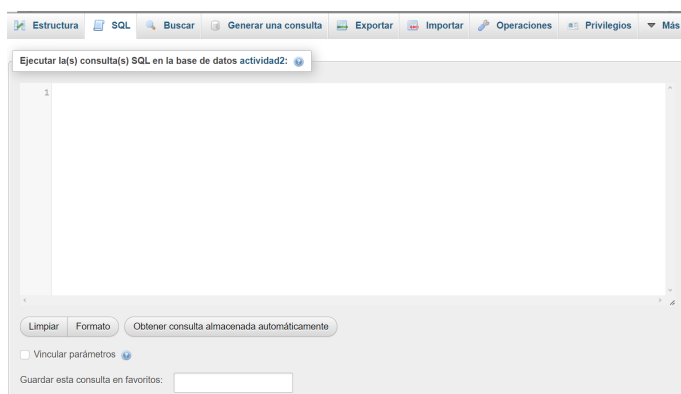 Estructura SQL Buscar Generar una consulta Exportar Importar Operaciones Privilegios Más
Ejecutar la(s) consulta(s) SQL en la base de datos actividad2:
1
Limpiar Formato Obtener consulta almacenada automáticamente
Vincular parámetros
Guardar esta consulta en favoritos: